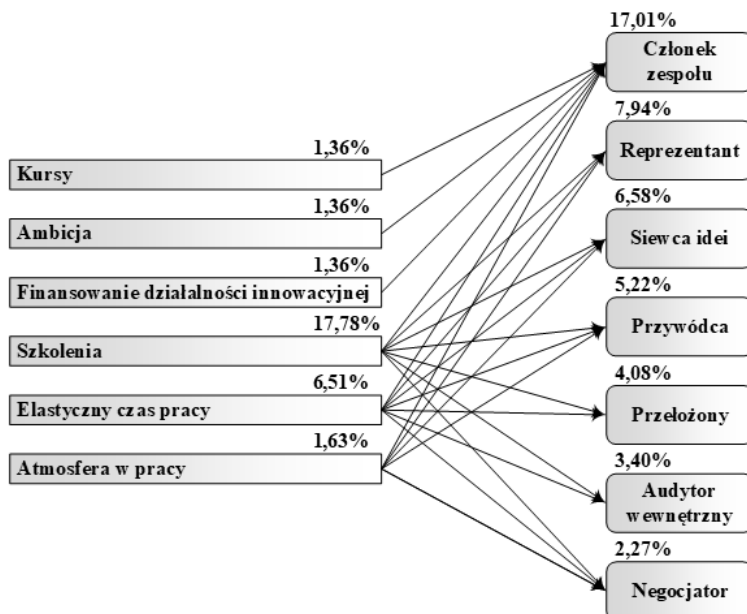 1,36%
Kursy
1,36%
Ambicja
1,36%
Finansowanie działalności innowacyjnej
17,78%
Szkolenia
6,51%
Elastyczny czas pracy
1,63%
Atmosfera w pracy
17,01%
Członek
zespołu
7,94%
Reprezentant
6,58%
Siewca idei
5,22%
Przywódca
4,08%
Przełożony
3,40%
Audytor
wewnętrzny
2,27%
Negocjator